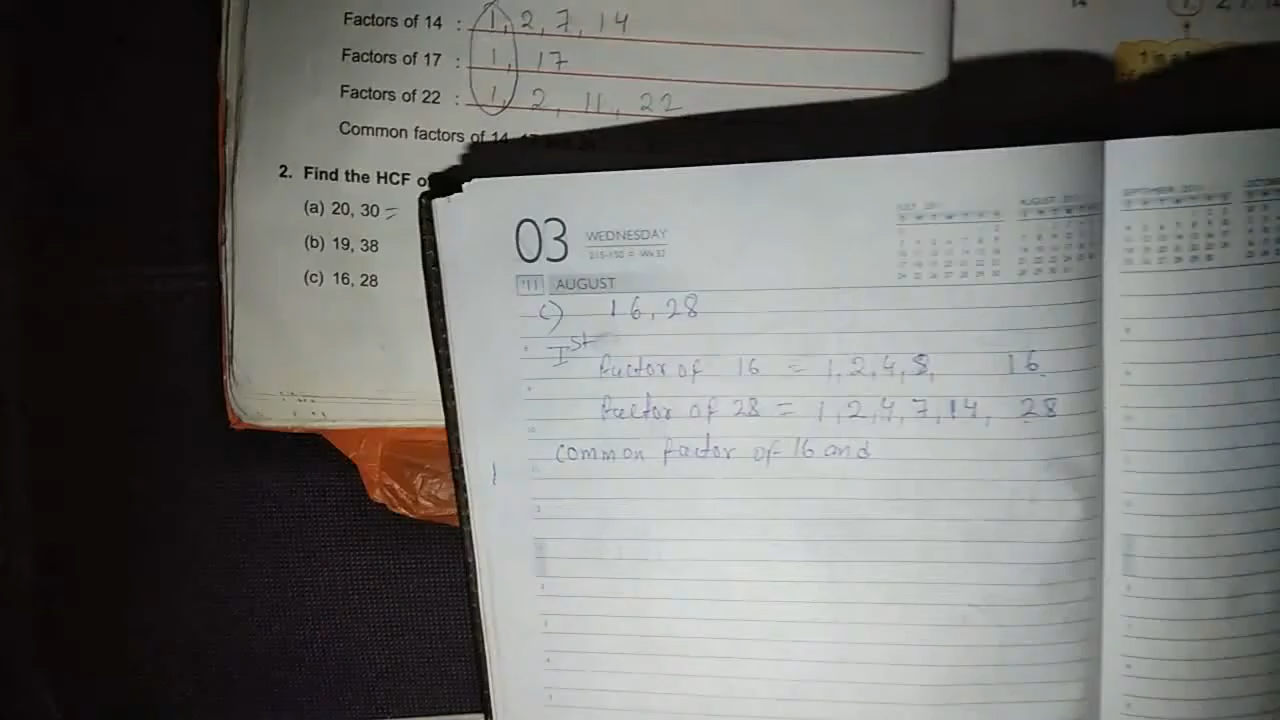 Factors of 14 : 1, 2, 7, 14
Factors of 17 : 1, 17
Factors of 22 : 1, 2, 11, 22
Common factors of 14,
2. Find the HCF
(a) 20, 30 =
(b) 19, 38
(c) 16, 28
03 WEDNESDAY
'11 AUGUST
c) 16, 28
Ist
factor of 16 = 1, 2, 4, 8, 16
factor of 28 = 1, 2, 4, 7, 14, 28
common factor of 16 and